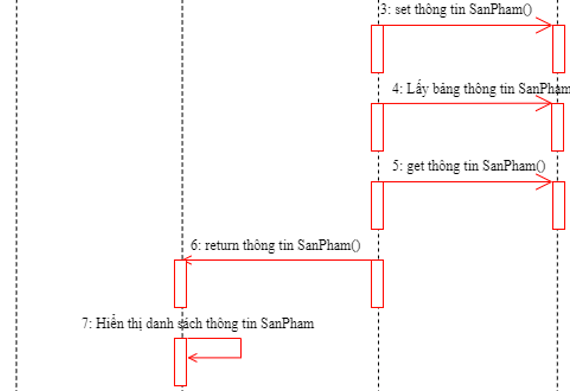 3: set thông tin SanPham()
4: Lấy bảng thông tin SanPham
5: get thông tin SanPham()
6: return thông tin SanPham()
7: Hiển thị danh sách thông tin SanPham